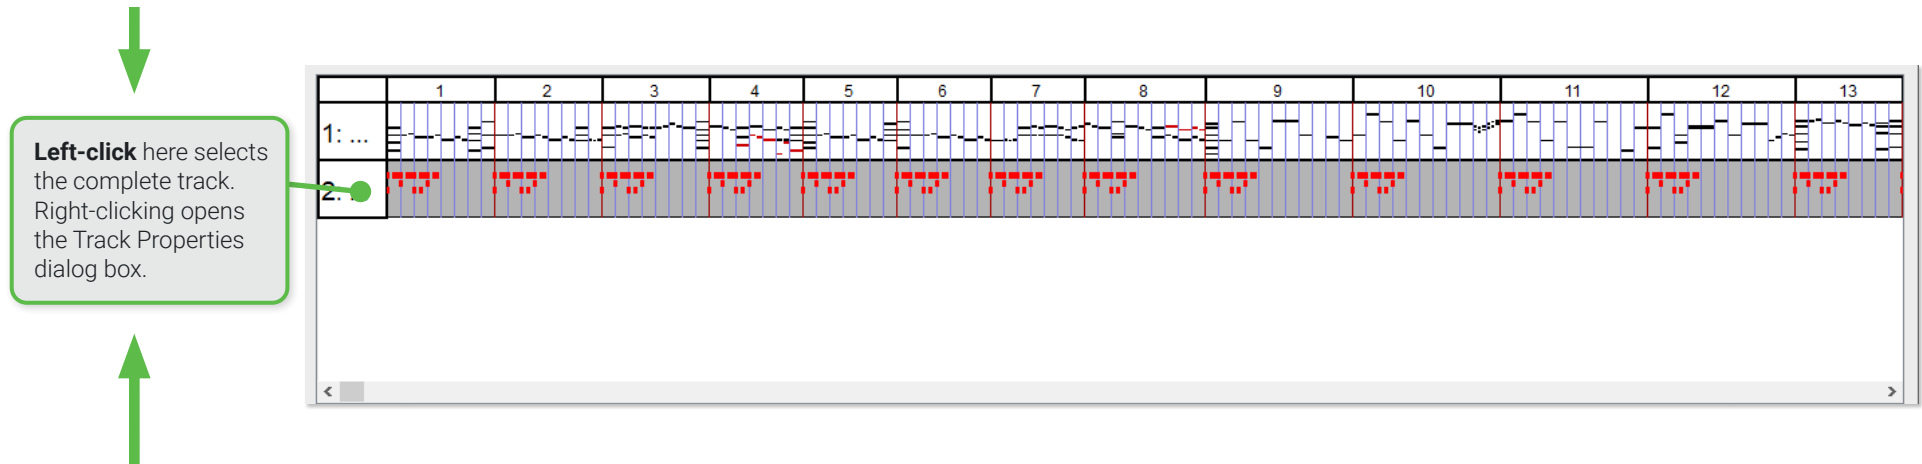 1 2 3 4 5 6 7 8 9 10 11 12 13
1: ...
2:
Left-click here selects
the complete track.
Right-clicking opens
the Track Properties
dialog box.